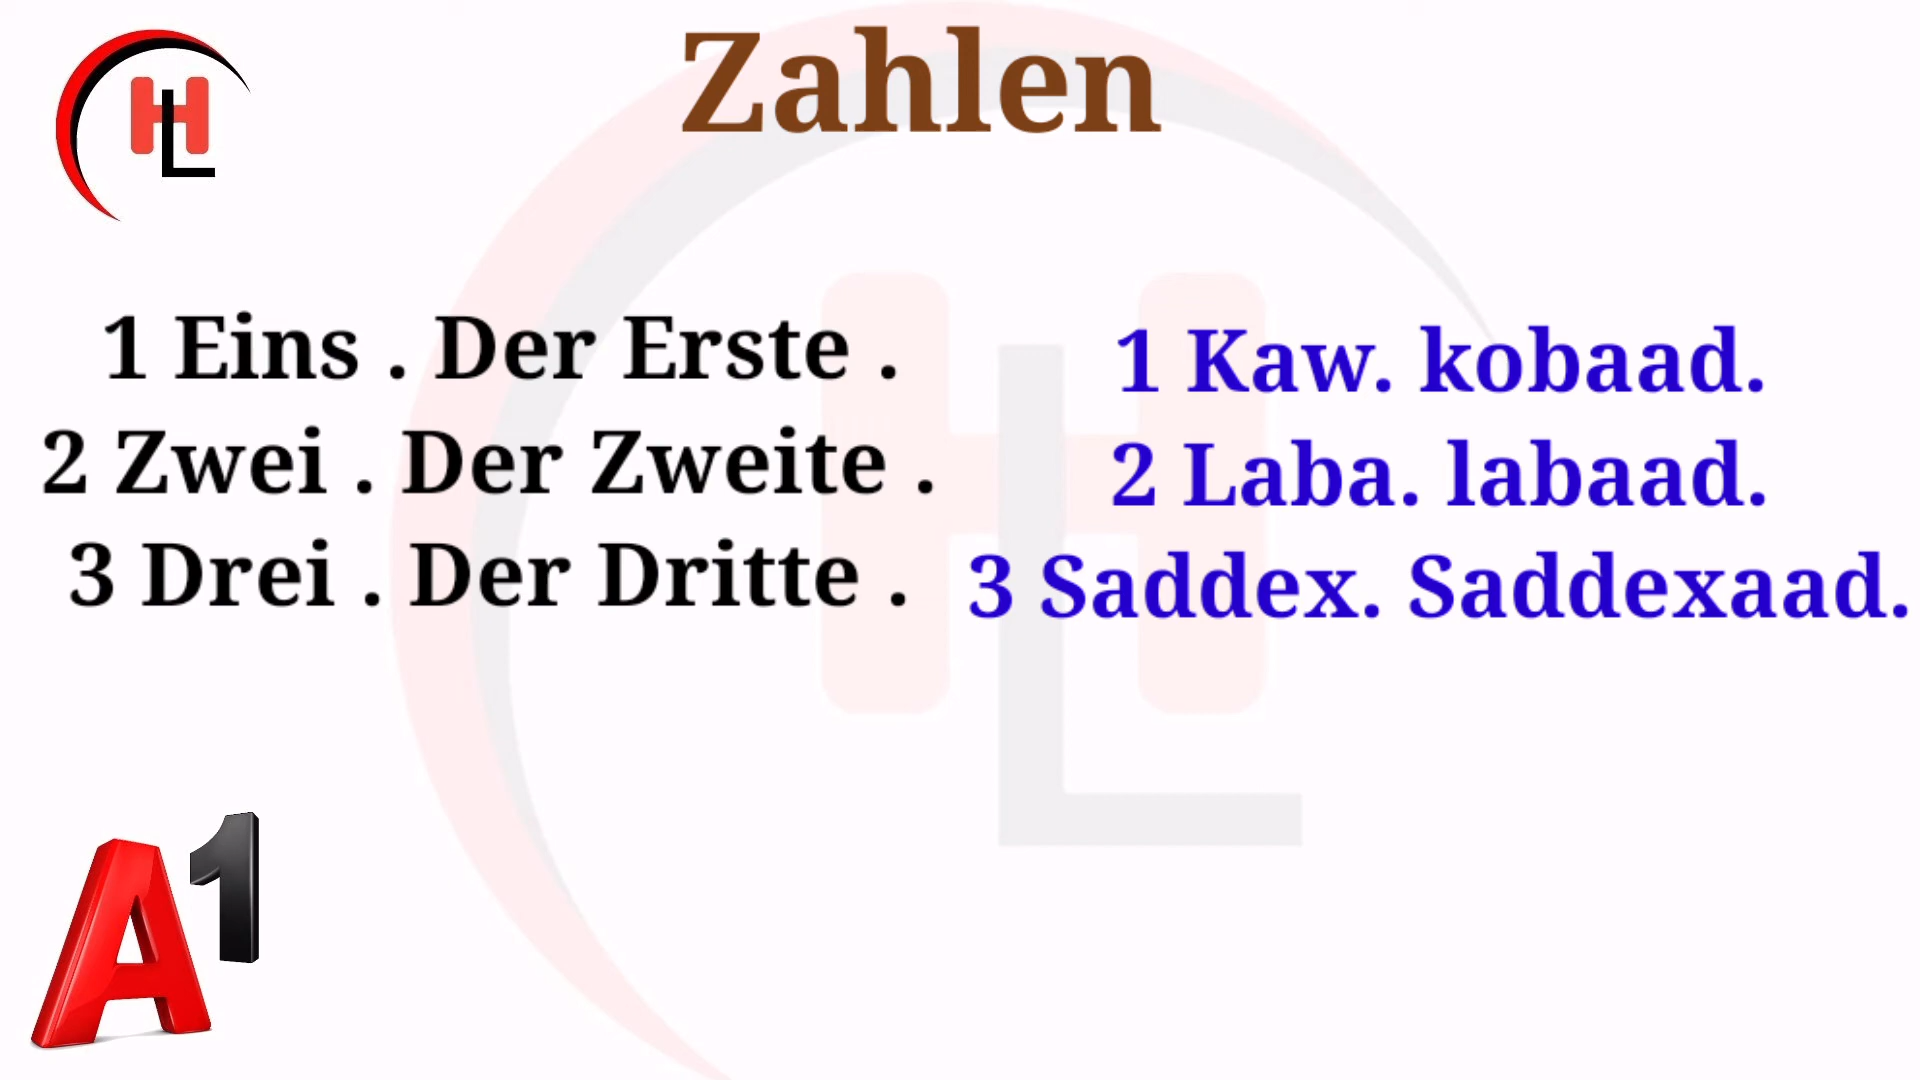 HL
Zahlen
1 Eins . Der Erste .
2 Zwei . Der Zweite .
3 Drei . Der Dritte .
1 Kaw. kobaad.
2 Laba. labaad.
3 Saddex. Saddexaad.
A1